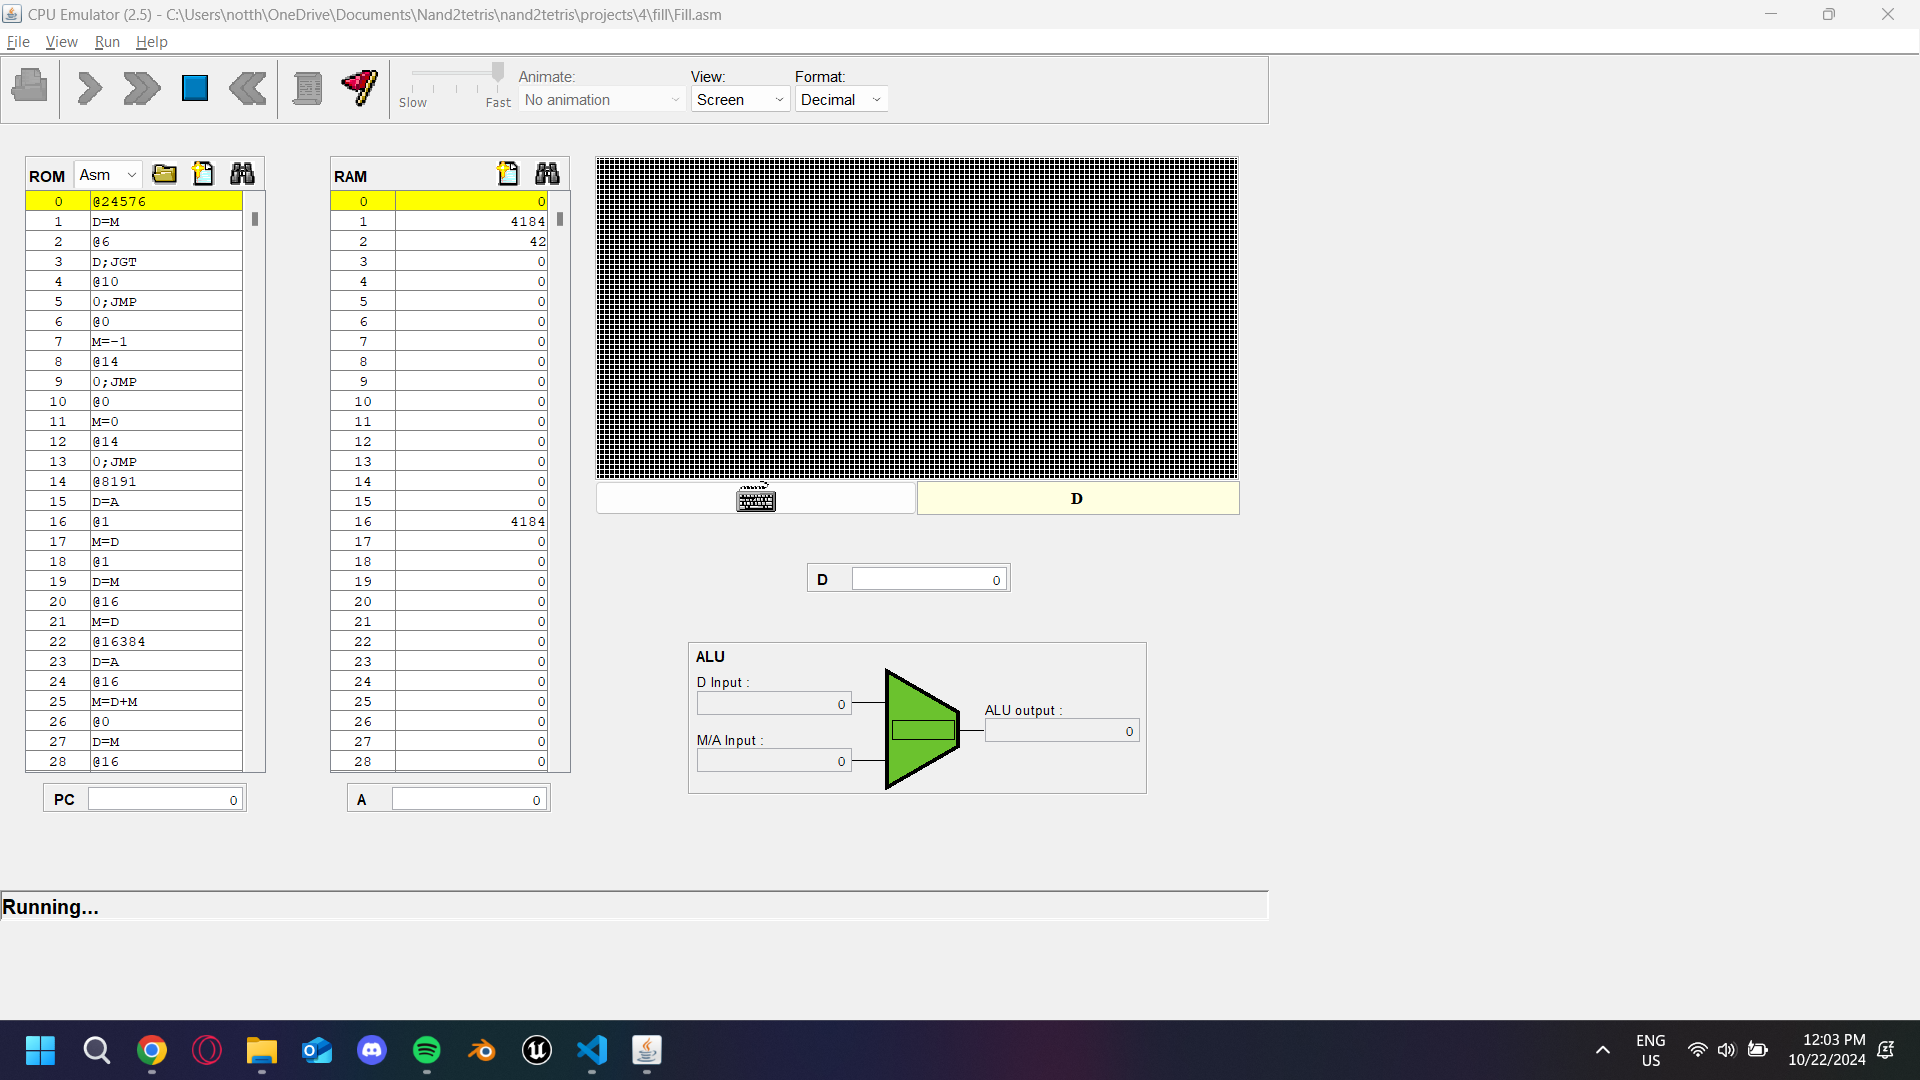 CPU Emulator (2.5) - C:\Users\notth\OneDrive\Documents\Nand2tetris\nand2tetris\projects\4\fill\Fill.asm
File View Run Help
Slow Fast
Animate:
No animation
View:
Screen
Format:
Decimal
ROM Asm
0 @24576
1 D=M
2 @6
3 D;JGT
4 @10
5 0;JMP
6 @0
7 M=-1
8 @14
9 0;JMP
10 @0
11 M=0
12 @14
13 0;JMP
14 @8191
15 D=A
16 @1
17 M=D
18 @1
19 D=M
20 @16
21 M=D
22 @16384
23 D=A
24 @16
25 M=D+M
26 @0
27 D=M
28 @16
PC 0
RAM
0 0
1 4184
2 42
3 0
4 0
5 0
6 0
7 0
8 0
9 0
10 0
11 0
12 0
13 0
14 0
15 0
16 4184
17 0
18 0
19 0
20 0
21 0
22 0
23 0
24 0
25 0
26 0
27 0
28 0
A 0
D
D 0
ALU
D Input :
0
M/A Input :
0
ALU output :
0
Running...
ENG
US
12:03 PM
10/22/2024